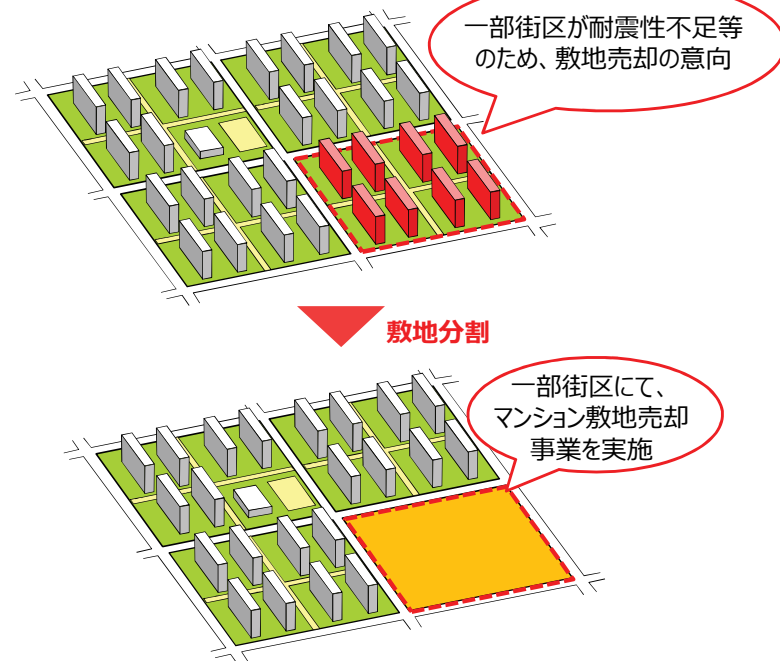 一部街区が耐震性不足等
のため、敷地売却の意向
敷地分割
一部街区にて、
マンション敷地売却
事業を実施